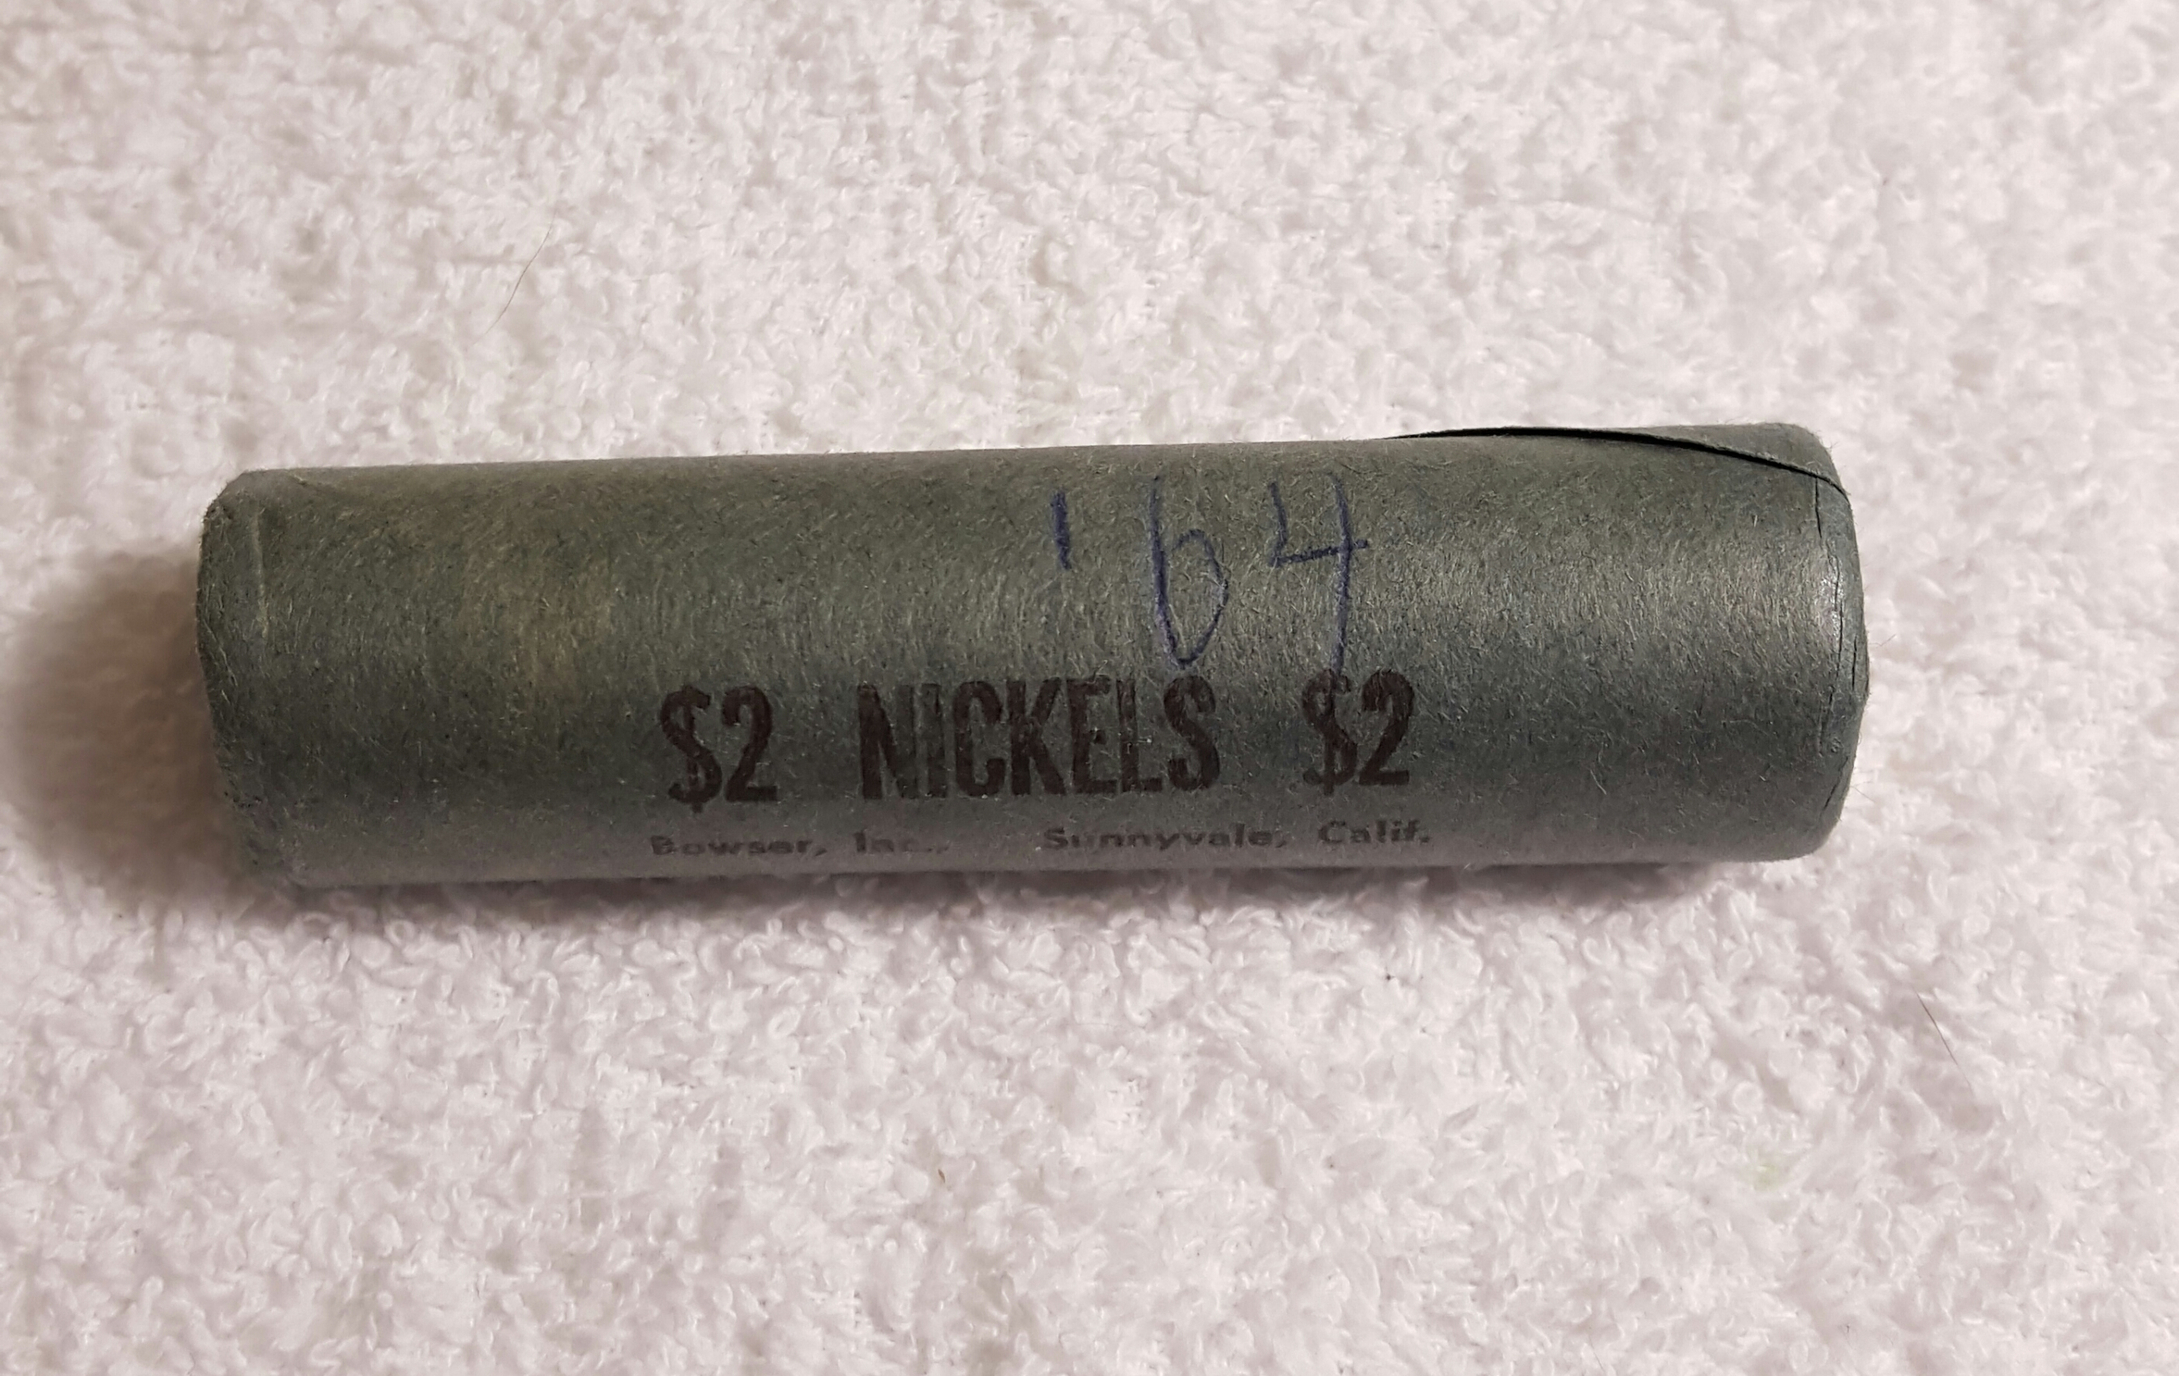 '64
$2 NICKELS $2
Bowser, Inc., Sunnyvale, Calif.